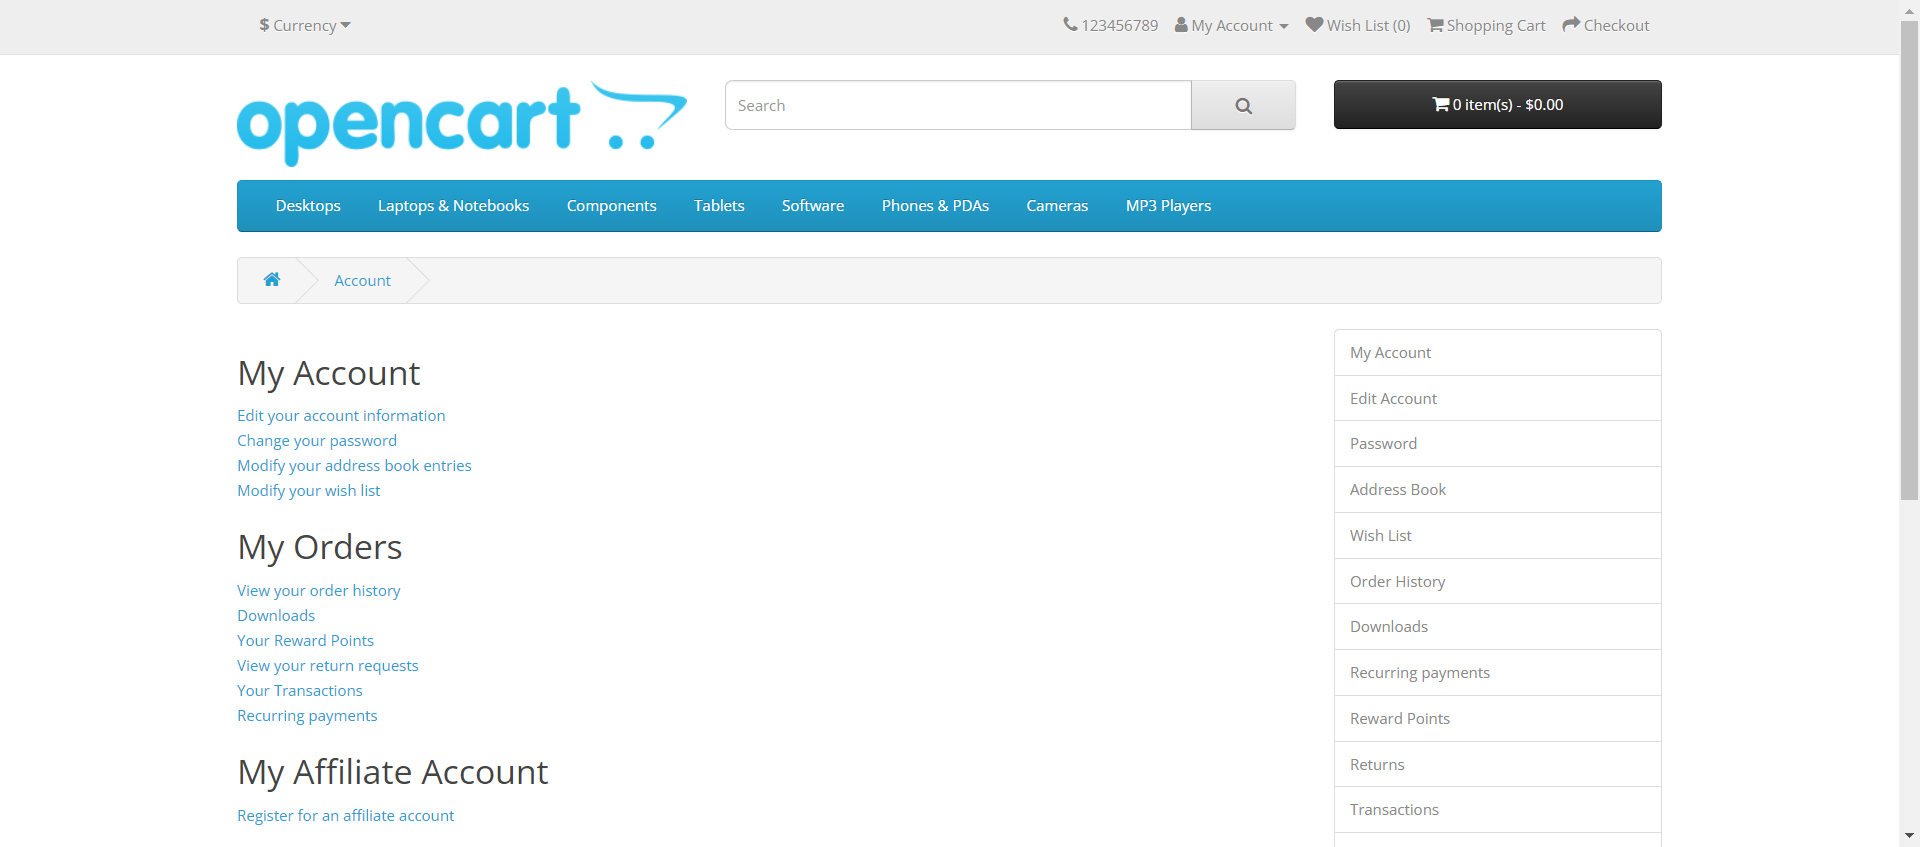 $ Currency
123456789 My Account Wish List (0) Shopping Cart Checkout
opencart
Search
0 item(s) - $0.00
Desktops Laptops & Notebooks Components Tablets Software Phones & PDAs Cameras MP3 Players
Account
My Account
Edit your account information
Change your password
Modify your address book entries
Modify your wish list
My Orders
View your order history
Downloads
Your Reward Points
View your return requests
Your Transactions
Recurring payments
My Affiliate Account
Register for an affiliate account
My Account
Edit Account
Password
Address Book
Wish List
Order History
Downloads
Recurring payments
Reward Points
Returns
Transactions